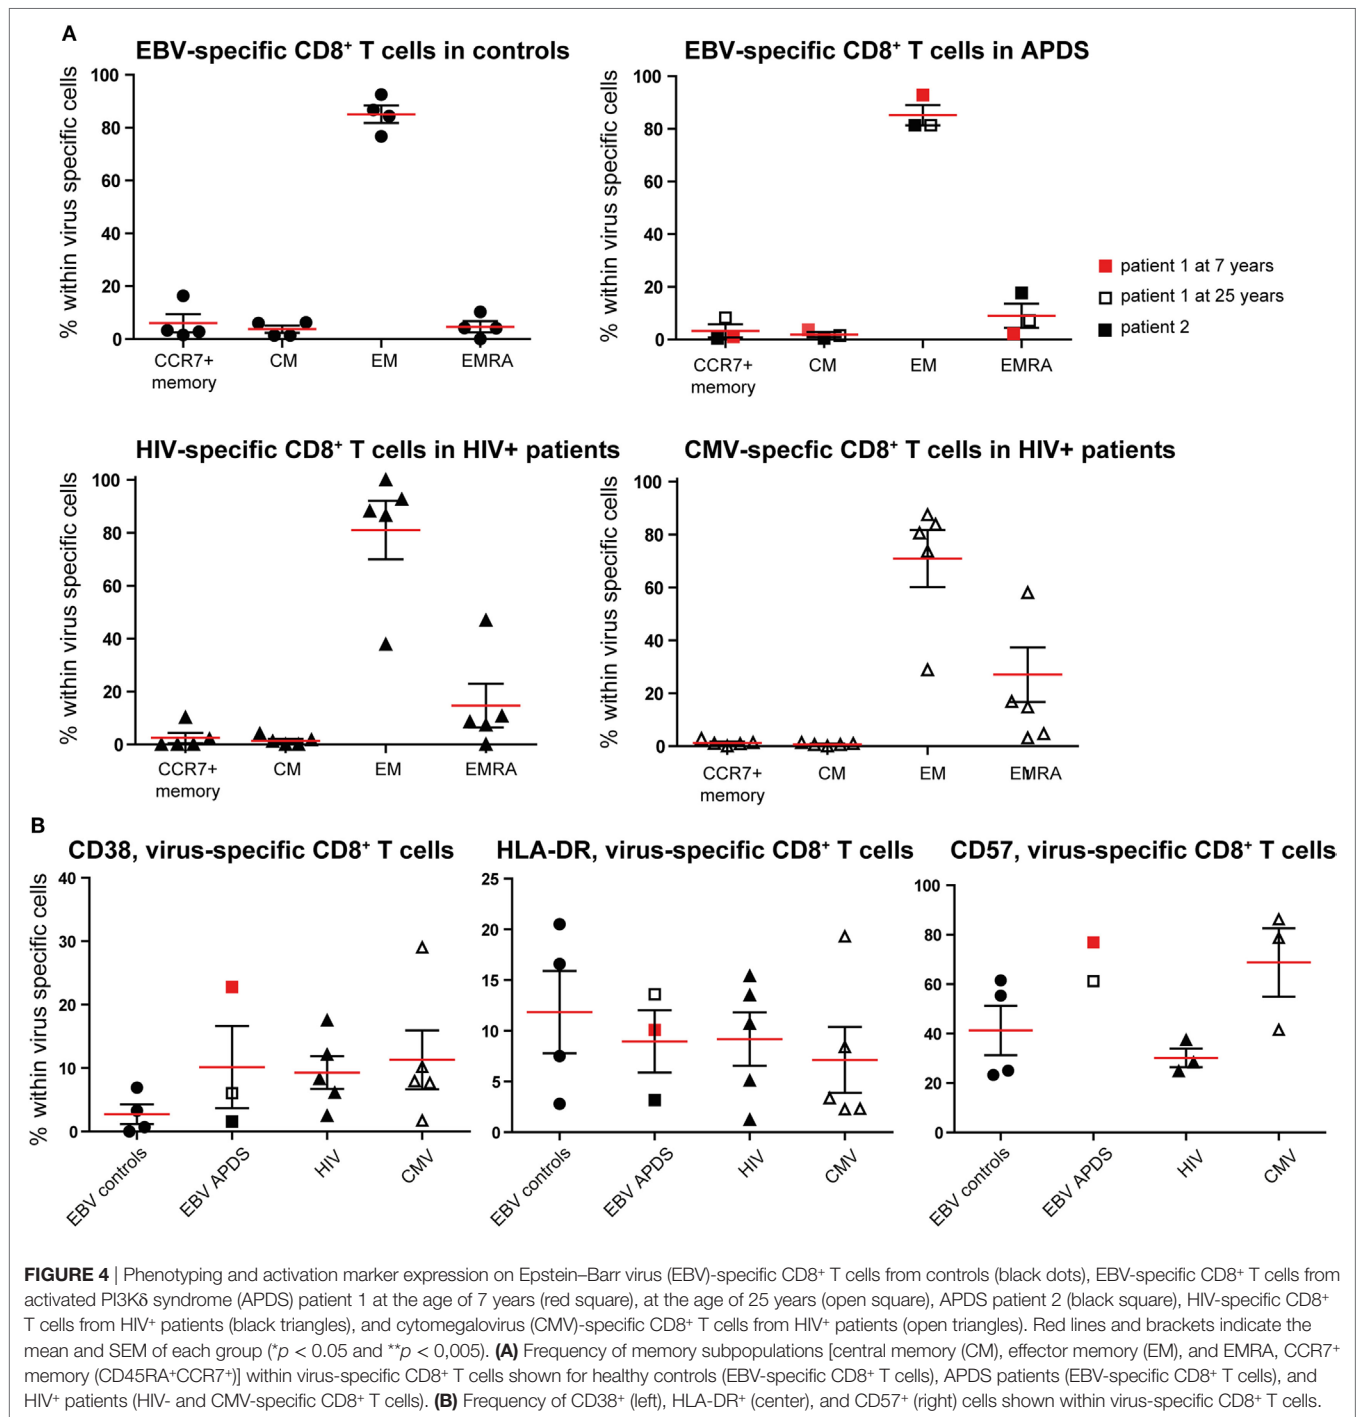 A
EBV-specific CD8⁺ T cells in controls
% within virus specific cells
100
80
60
40
20
0
CCR7+
memory
CM
EM
EMRA
EBV-specific CD8⁺ T cells in APDS
% within virus specific cells
100
80
60
40
20
0
CCR7+
memory
CM
EM
EMRA
patient 1 at 7 years
patient 1 at 25 years
patient 2
HIV-specific CD8⁺ T cells in HIV+ patients
% within virus specific cells
100
80
60
40
20
0
CCR7+
memory
CM
EM
EMRA
CMV-specfic CD8⁺ T cells in HIV+ patients
% within virus specific cells
100
80
60
40
20
0
CCR7+
memory
CM
EM
EMRA
B
CD38, virus-specific CD8⁺ T cells
% within virus specific cells
40
30
20
10
0
EBV controls
EBV APDS
HIV
CMV
HLA-DR, virus-specific CD8⁺ T cells
25
20
15
10
5
0
EBV controls
EBV APDS
HIV
CMV
CD57, virus-specific CD8⁺ T cells
100
80
60
40
20
0
EBV controls
EBV APDS
HIV
CMV
FIGURE 4 | Phenotyping and activation marker expression on Epstein–Barr virus (EBV)-specific CD8⁺ T cells from controls (black dots), EBV-specific CD8⁺ T cells from
activated PI3Kδ syndrome (APDS) patient 1 at the age of 7 years (red square), at the age of 25 years (open square), APDS patient 2 (black square), HIV-specific CD8⁺
T cells from HIV⁺ patients (black triangles), and cytomegalovirus (CMV)-specific CD8⁺ T cells from HIV⁺ patients (open triangles). Red lines and brackets indicate the
mean and SEM of each group (*p < 0.05 and **p < 0,005). (A) Frequency of memory subpopulations [central memory (CM), effector memory (EM), and EMRA, CCR7⁺
memory (CD45RA⁺CCR7⁺)] within virus-specific CD8⁺ T cells shown for healthy controls (EBV-specific CD8⁺ T cells), APDS patients (EBV-specific CD8⁺ T cells), and
HIV⁺ patients (HIV- and CMV-specific CD8⁺ T cells). (B) Frequency of CD38⁺ (left), HLA-DR⁺ (center), and CD57⁺ (right) cells shown within virus-specific CD8⁺ T cells.